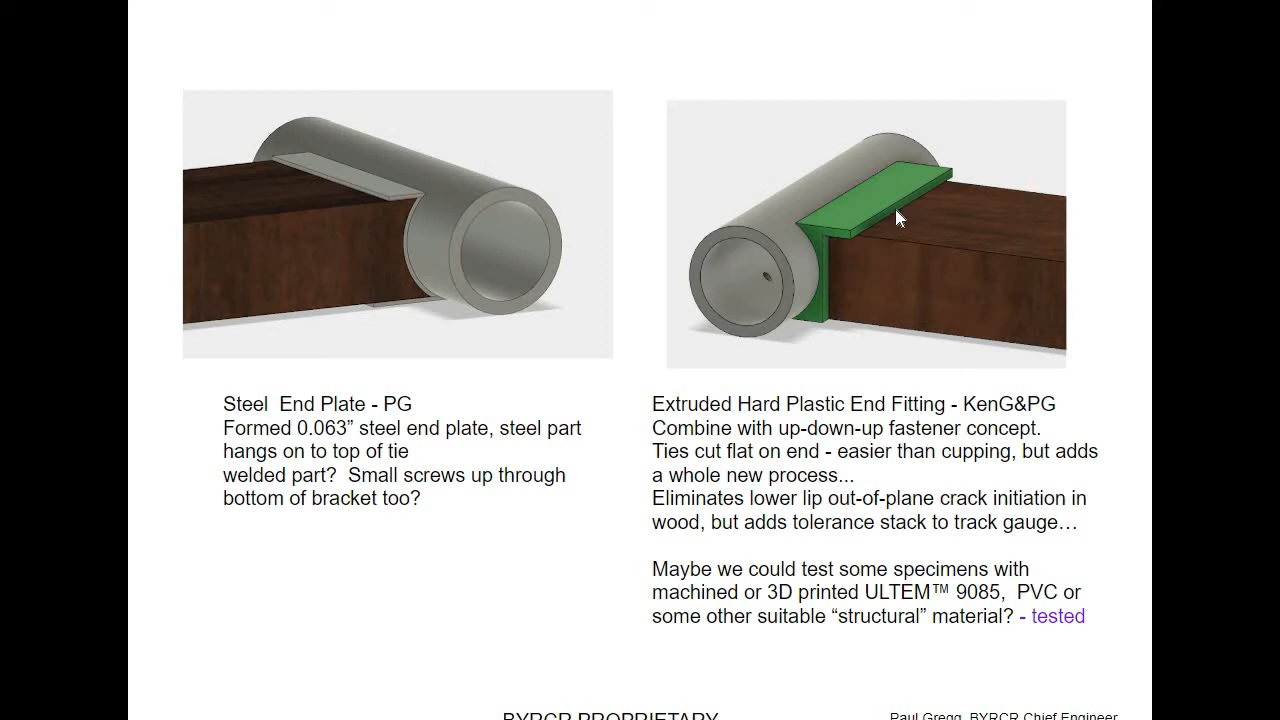 Steel  End Plate - PG
Formed 0.063” steel end plate, steel part
hangs on to top of tie
welded part?  Small screws up through
bottom of bracket too?
Extruded Hard Plastic End Fitting - KenG&PG
Combine with up-down-up fastener concept.
Ties cut flat on end - easier than cupping, but adds
a whole new process...
Eliminates lower lip out-of-plane crack initiation in
wood, but adds tolerance stack to track gauge…
Maybe we could test some specimens with
machined or 3D printed ULTEM™ 9085,  PVC or
some other suitable “structural” material? - tested
BYRCR PROPRIETARY
Paul Gregg, BYRCR Chief Engineer